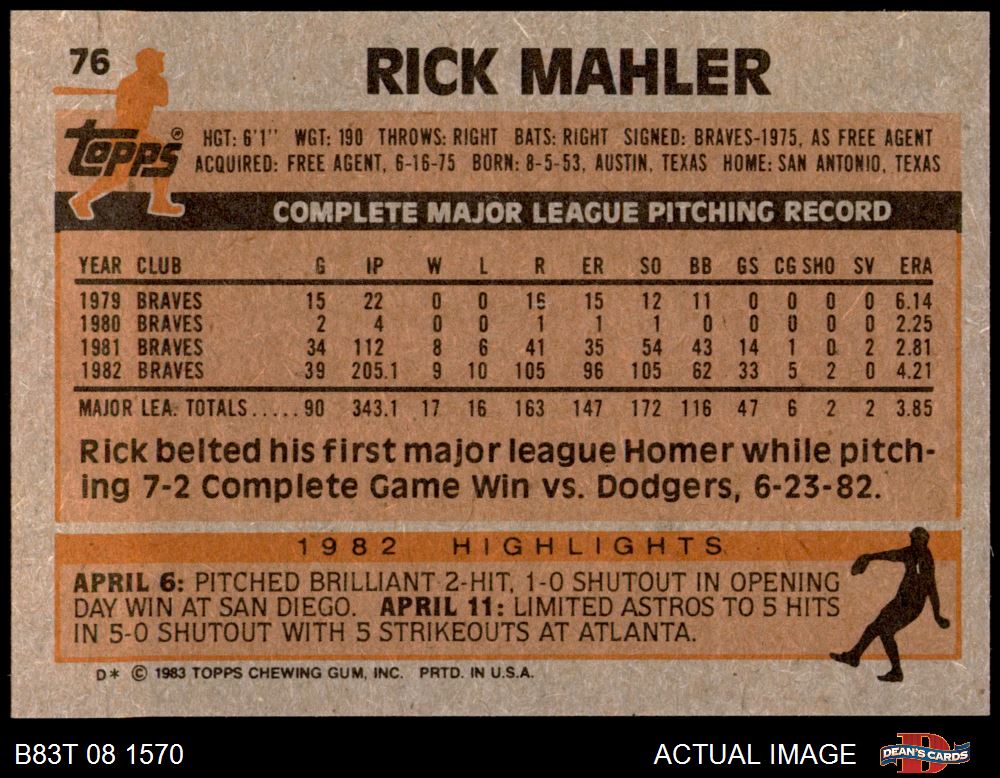 76
RICK MAHLER
Topps®
HGT: 6'1" WGT: 190 THROWS: RIGHT BATS: RIGHT SIGNED: BRAVES-1975, AS FREE AGENT
ACQUIRED: FREE AGENT, 6-16-75 BORN: 8-5-53, AUSTIN, TEXAS HOME: SAN ANTONIO, TEXAS
COMPLETE MAJOR LEAGUE PITCHING RECORD
YEAR CLUB G IP W L R ER SO BB GS CG SHO SV ERA
1979 BRAVES 15 22 0 0 16 15 12 11 0 0 0 0 6.14
1980 BRAVES 2 4 0 0 1 1 1 0 0 0 0 0 2.25
1981 BRAVES 34 112 8 6 41 35 54 43 14 1 0 2 2.81
1982 BRAVES 39 205.1 9 10 105 96 105 62 33 5 2 0 4.21
MAJOR LEA. TOTALS.....90 343.1 17 16 163 147 172 116 47 6 2 2 3.85
Rick belted his first major league Homer while pitch-
ing 7-2 Complete Game Win vs. Dodgers, 6-23-82.
1982 HIGHLIGHTS
APRIL 6: PITCHED BRILLIANT 2-HIT, 1-0 SHUTOUT IN OPENING
DAY WIN AT SAN DIEGO. APRIL 11: LIMITED ASTROS TO 5 HITS
IN 5-0 SHUTOUT WITH 5 STRIKEOUTS AT ATLANTA.
D* © 1983 TOPPS CHEWING GUM, INC. PRTD. IN U.S.A.
B83T 08 1570 ACTUAL IMAGE DEAN'S CARDS